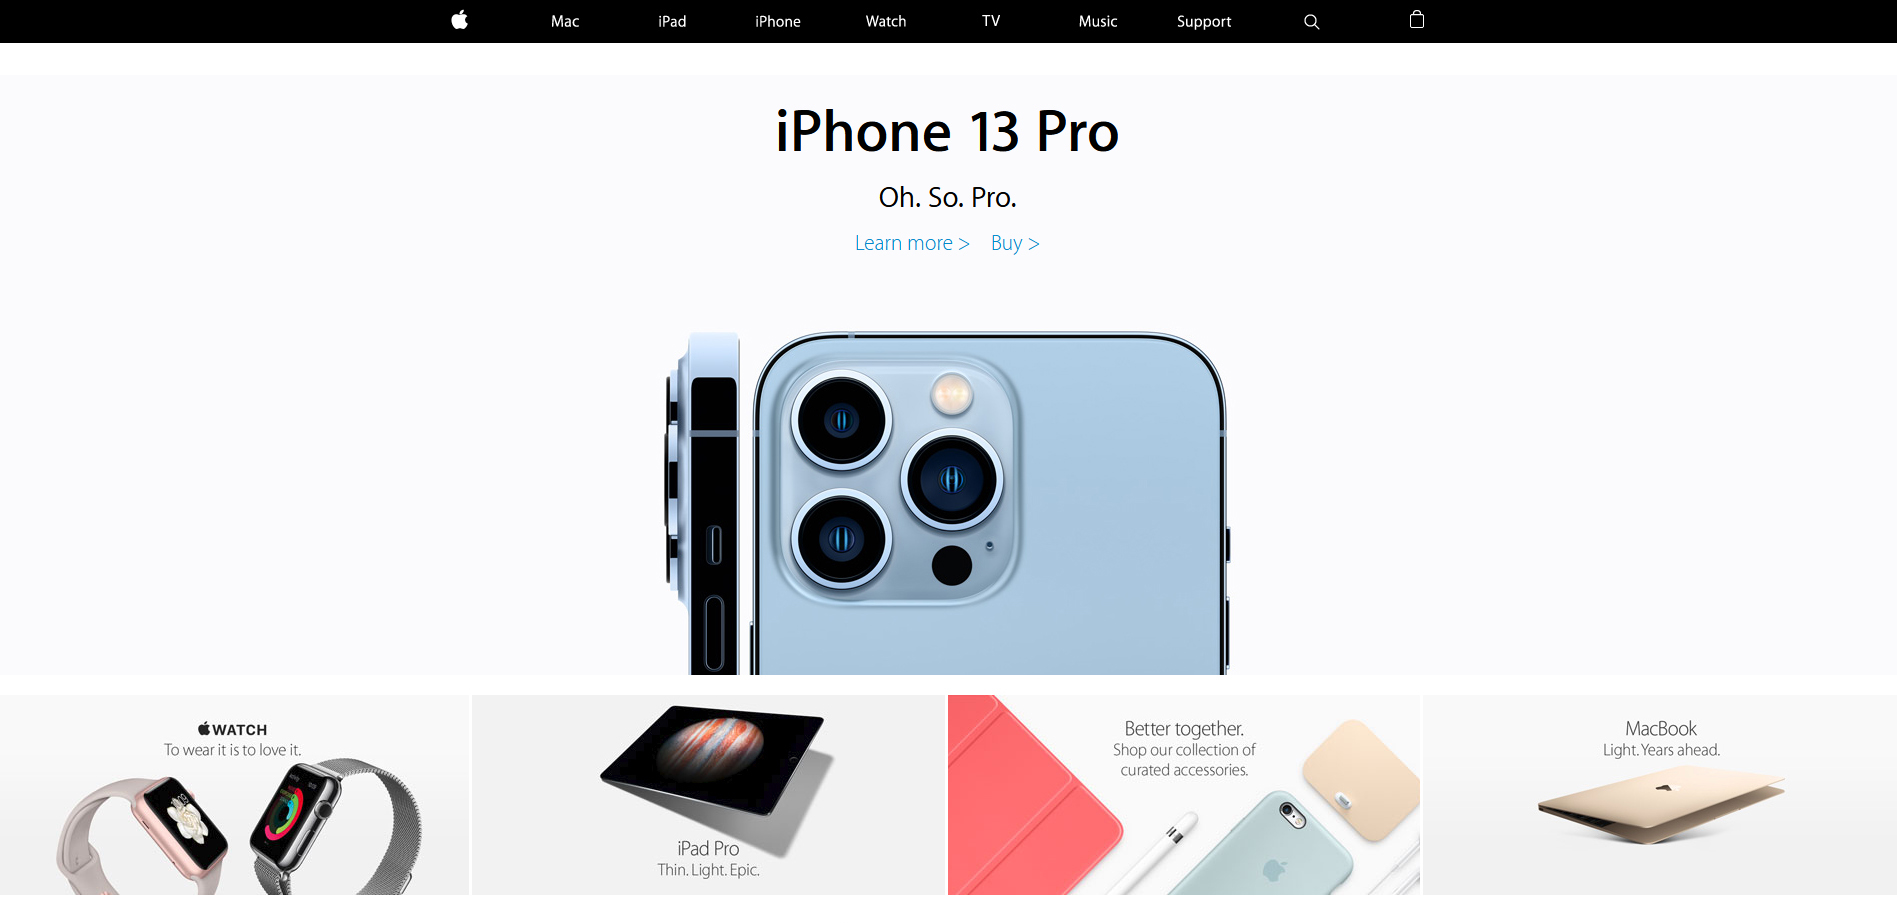 Mac iPad iPhone Watch TV Music Support
iPhone 13 Pro
Oh. So. Pro.
Learn more > Buy >
WATCH
To wear it is to love it.
iPad Pro
Thin. Light. Epic.
Better together.
Shop our collection of
curated accessories.
MacBook
Light. Years ahead.